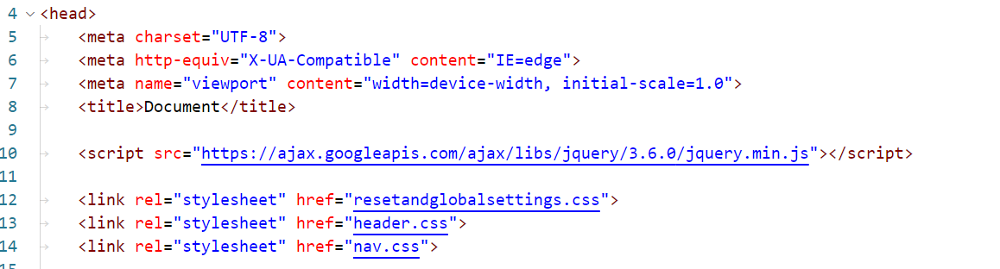 4 <head>
5 <meta charset="UTF-8">
6 <meta http-equiv="X-UA-Compatible" content="IE=edge">
7 <meta name="viewport" content="width=device-width, initial-scale=1.0">
8 <title>Document</title>
9
10 <script src="https://ajax.googleapis.com/ajax/libs/jquery/3.6.0/jquery.min.js"></script>
11
12 <link rel="stylesheet" href="resetandglobalsettings.css">
13 <link rel="stylesheet" href="header.css">
14 <link rel="stylesheet" href="nav.css">
15